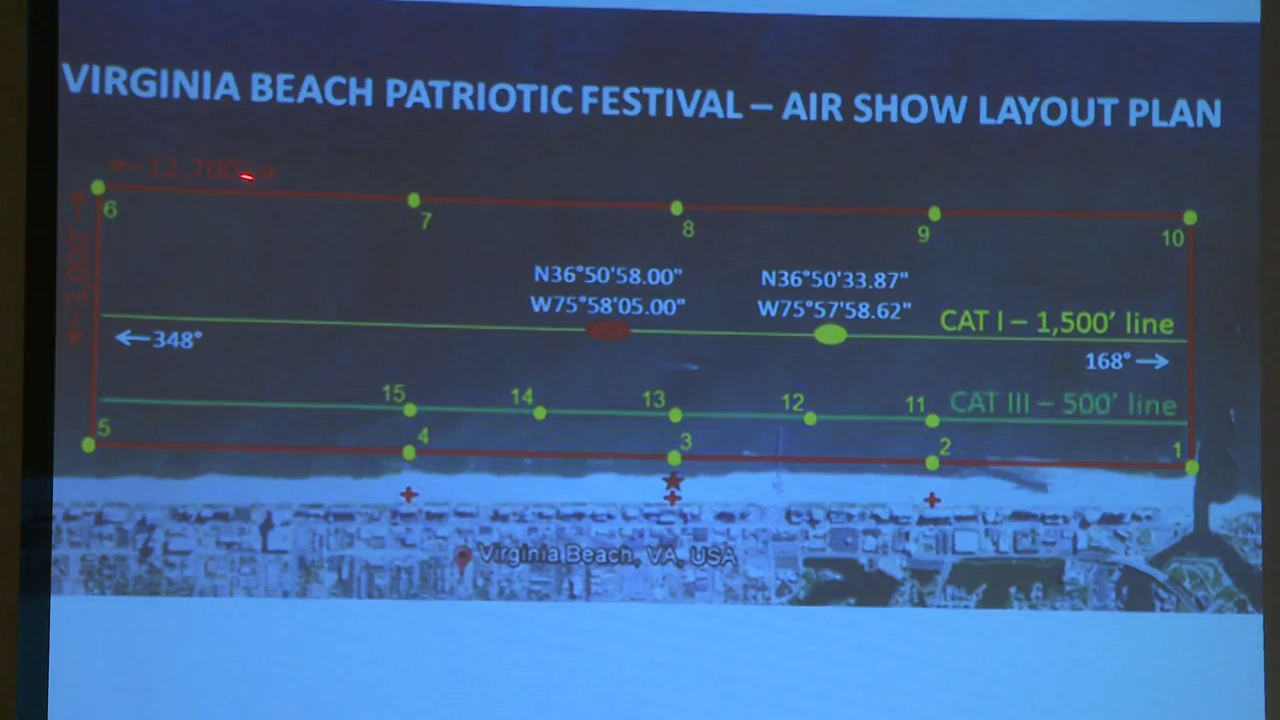 VIRGINIA BEACH PATRIOTIC FESTIVAL – AIR SHOW LAYOUT PLAN
6
7
8
9
10
N36°50'58.00"
W75°58'05.00"
N36°50'33.87"
W75°57'58.62"
CAT I – 1,500' line
←348°
168°→
15
14
13
12
11
CAT III – 500' line
5
4
3
2
1
Virginia Beach, VA, USA